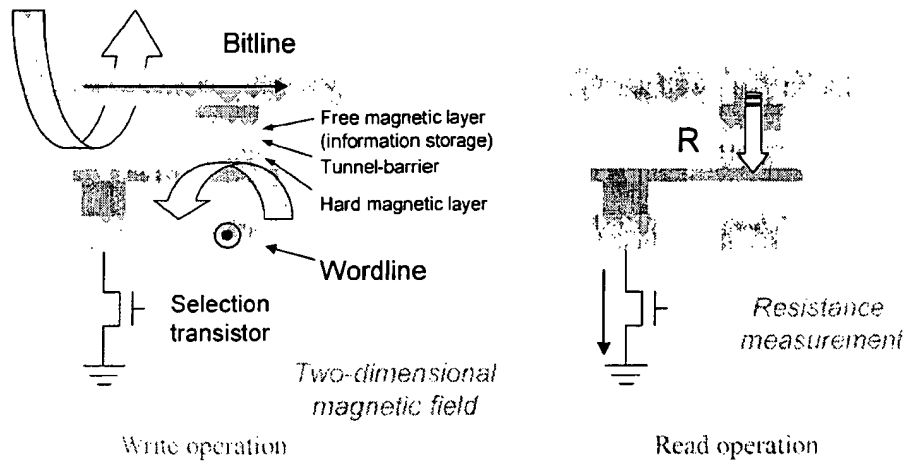 Bitline
Free magnetic layer
(information storage)
Tunnel-barrier
Hard magnetic layer
Wordline
Selection
transistor
Two-dimensional
magnetic field
Write operation
R
Resistance
measurement
Read operation